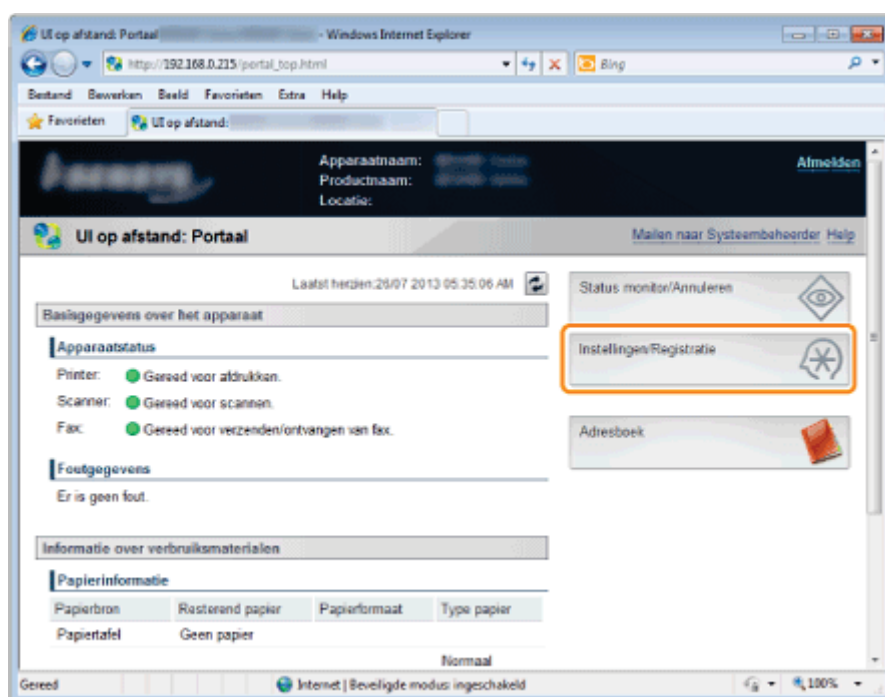 UI op afstand: Portaal - Windows Internet Explorer
http://192.168.0.215/portal_top.html
Bing
Bestand Bewerken Beeld Favorieten Extra Help
Favorieten UI op afstand:
Apparaatnaam:
Productnaam:
Locatie:
Afmelden
UI op afstand: Portaal
Mailen naar Systeembeheerder Help
Laatst herzien:26/07 2013 05:35:06 AM
Basisgegevens over het apparaat
Apparaatstatus
Printer: Gereed voor afdrukken.
Scanner: Gereed voor scannen.
Fax: Gereed voor verzenden/ontvangen van fax.
Foutgegevens
Er is geen fout.
Informatie over verbruiksmaterialen
Papierinformatie
Papierbron Resterend papier Papierformaat Type papier
Papiertafel Geen papier
Normaal
Status monitor/Annuleren
Instellingen/Registratie
Adresboek
Gereed
Internet | Beveiligde modus: ingeschakeld
100%